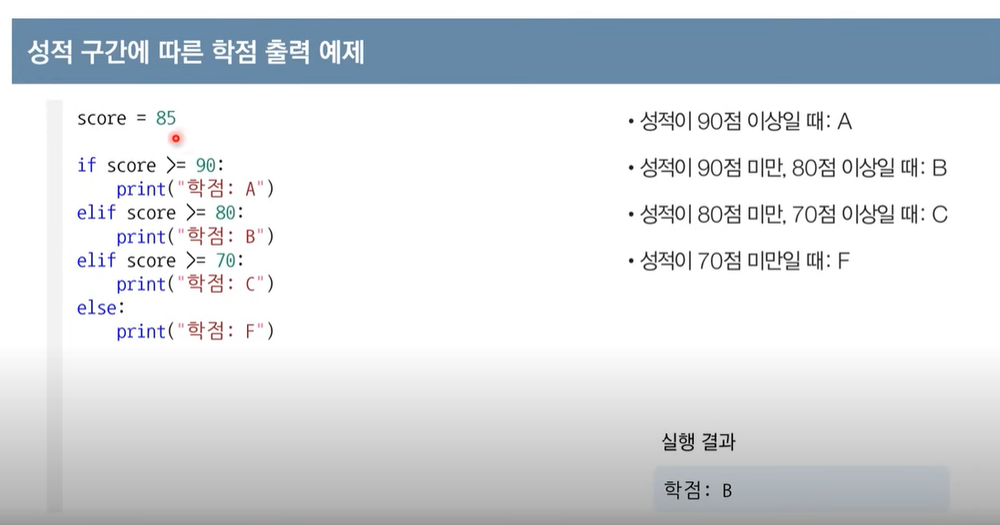 성적 구간에 따른 학점 출력 예제
score = 85
if score >= 90:
    print("학점: A")
elif score >= 80:
    print("학점: B")
elif score >= 70:
    print("학점: C")
else:
    print("학점: F")
• 성적이 90점 이상일 때: A
• 성적이 90점 미만, 80점 이상일 때: B
• 성적이 80점 미만, 70점 이상일 때: C
• 성적이 70점 미만일 때: F
실행 결과
학점: B